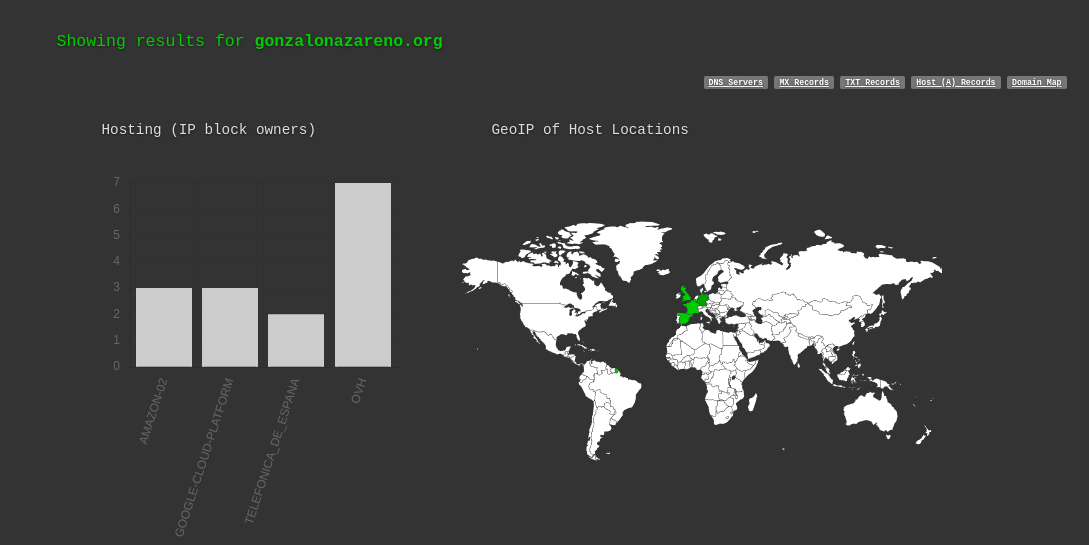 Showing results for gonzalonazareno.org
DNS Servers MX Records TXT Records Host (A) Records Domain Map
Hosting (IP block owners)
GeoIP of Host Locations
7
6
5
4
3
2
1
0
AMAZON-02
GOOGLE-CLOUD-PLATFORM
TELEFONICA_DE_ESPANA
OVH